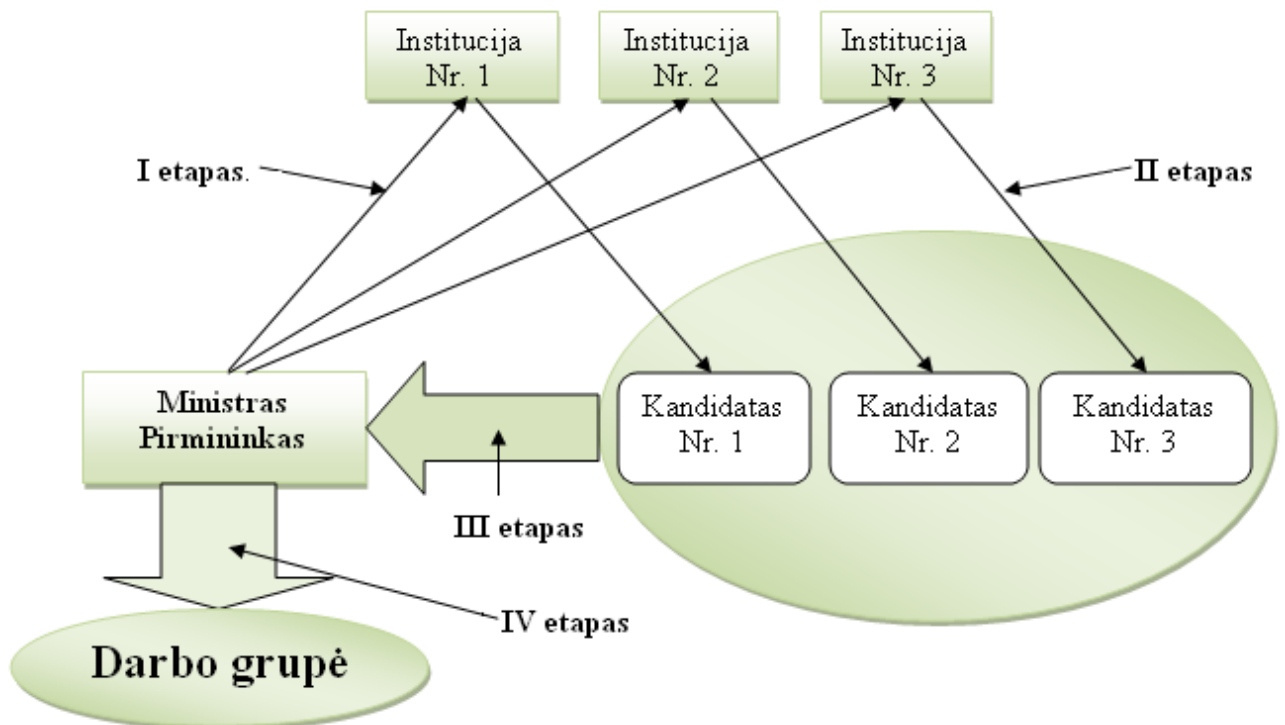 Institucija
Nr. 1
Institucija
Nr. 2
Institucija
Nr. 3
I etapas.
II etapas
Ministras
Pirmininkas
Kandidatas
Nr. 1
Kandidatas
Nr. 2
Kandidatas
Nr. 3
III etapas
IV etapas
Darbo grupė